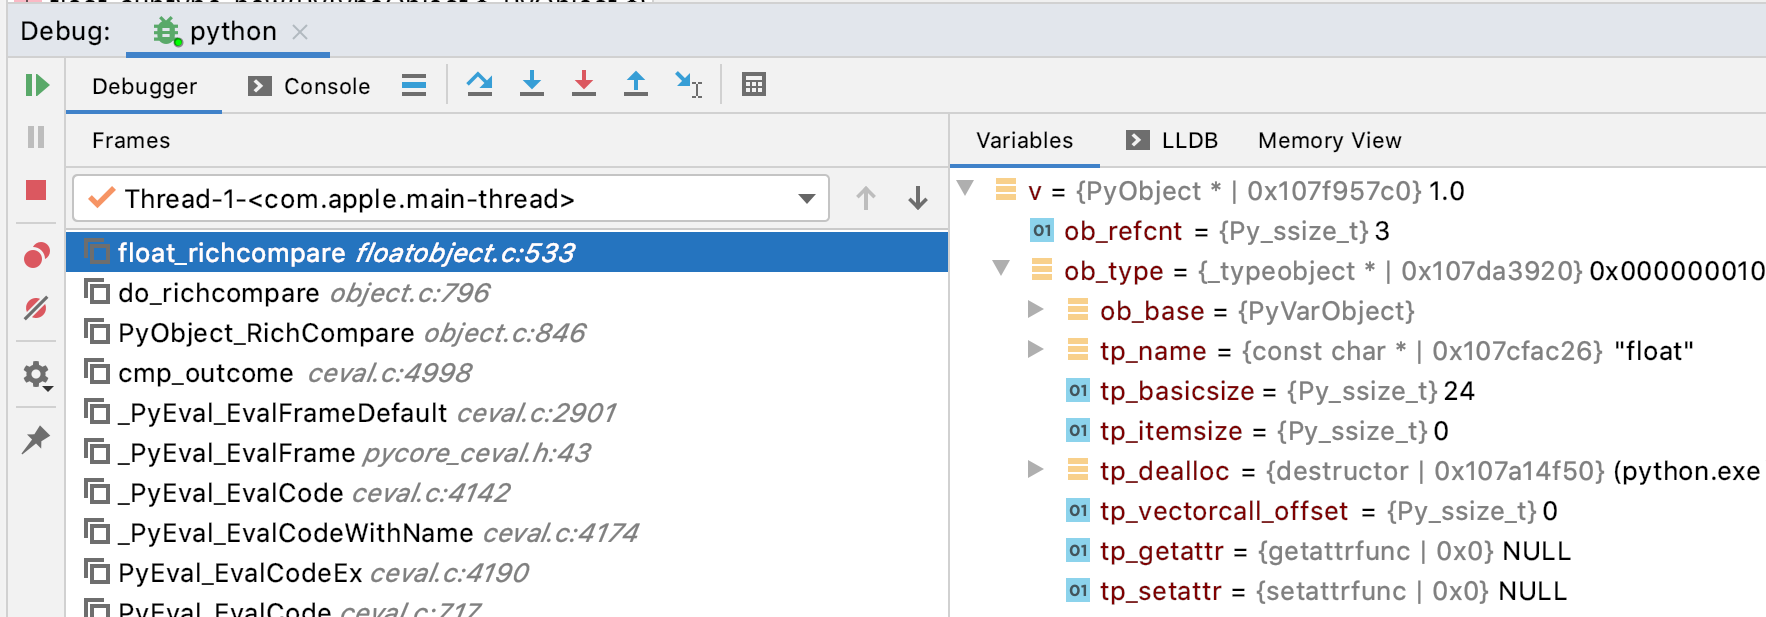 Debug: python
Debugger Console
Frames
Thread-1-<com.apple.main-thread>
float_richcompare floatobject.c:533
do_richcompare object.c:796
PyObject_RichCompare object.c:846
cmp_outcome ceval.c:4998
_PyEval_EvalFrameDefault ceval.c:2901
_PyEval_EvalFrame pycore_ceval.h:43
_PyEval_EvalCode ceval.c:4142
_PyEval_EvalCodeWithName ceval.c:4174
PyEval_EvalCodeEx ceval.c:4190
PyEval_EvalCode ceval.c:717
Variables LLDB Memory View
v = {PyObject * | 0x107f957c0} 1.0
01 ob_refcnt = {Py_ssize_t} 3
ob_type = {_typeobject * | 0x107da3920} 0x000000010
ob_base = {PyVarObject}
tp_name = {const char * | 0x107cfac26} "float"
01 tp_basicsize = {Py_ssize_t} 24
01 tp_itemsize = {Py_ssize_t} 0
tp_dealloc = {destructor | 0x107a14f50} (python.exe
01 tp_vectorcall_offset = {Py_ssize_t} 0
01 tp_getattr = {getattrfunc | 0x0} NULL
01 tp_setattr = {setattrfunc | 0x0} NULL